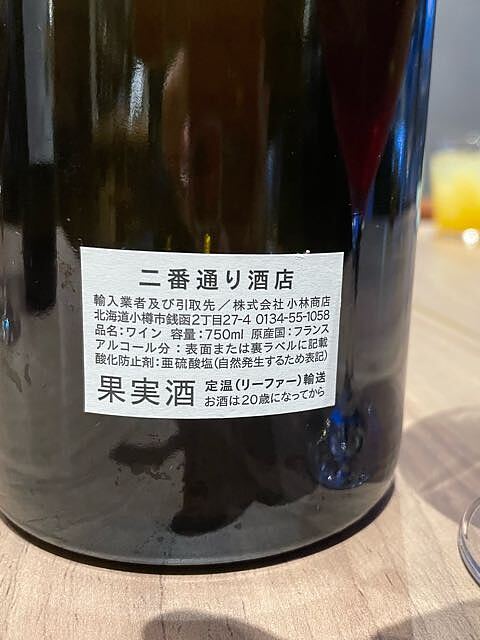 二番通り酒店
輸入業者及び引取先／株式会社 小林商店
北海道小樽市銭函2丁目27-4 0134-55-1058
品名：ワイン 容量：750ml 原産国：フランス
アルコール分：表面または裏ラベルに記載
酸化防止剤：亜硫酸塩（自然発生するため表記）
果実酒 定温（リーファー）輸送
お酒は20歳になってから